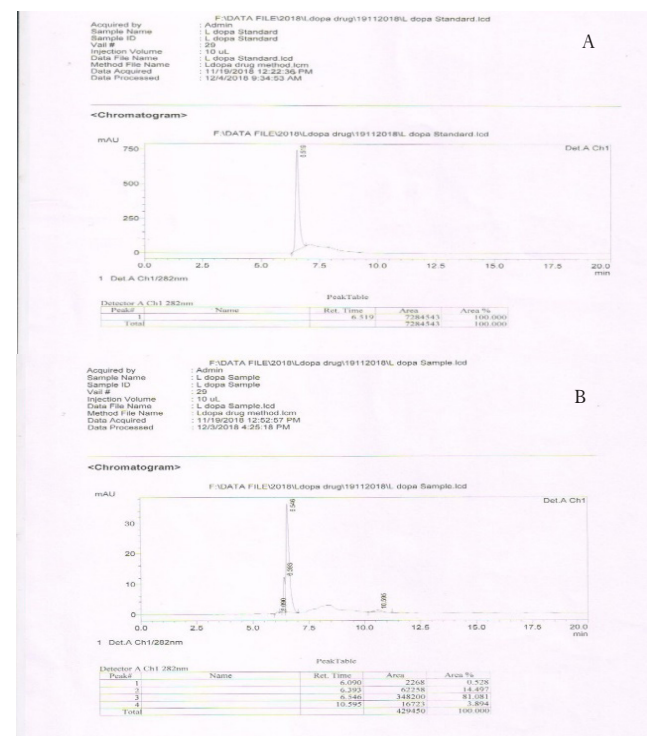 F:\DATA FILE\2018\Ldopa drug\19112018\L dopa Standard.lcd
Acquired by : Admin
Sample Name : L dopa Standard
Sample ID : L dopa Standard
Vail # : 29
Injection Volume : 10 uL
Data File Name : L dopa Standard.lcd
Method File Name : Ldopa drug method.lcm
Data Acquired : 11/19/2018 12:22:36 PM
Data Processed : 12/4/2018 9:34:53 AM
A
<Chromatogram>
F:\DATA FILE\2018\Ldopa drug\19112018\L dopa Standard.lcd
mAU
Det.A Ch1
750
500
250
0
6.519
0.0 2.5 5.0 7.5 10.0 12.5 15.0 17.5 20.0
min
1 Det.A Ch1/282nm
PeakTable
Detector A Ch1 282nm
Peak# Name Ret. Time Area Area %
1 6.519 7284543 100.000
Total 7284543 100.000
F:\DATA FILE\2018\Ldopa drug\19112018\L dopa Sample.lcd
Acquired by : Admin
Sample Name : L dopa Sample
Sample ID : L dopa Sample
Vail # : 29
Injection Volume : 10 uL
Data File Name : L dopa Sample.lcd
Method File Name : Ldopa drug method.lcm
Data Acquired : 11/19/2018 12:52:57 PM
Data Processed : 12/3/2018 4:25:18 PM
B
<Chromatogram>
F:\DATA FILE\2018\Ldopa drug\19112018\L dopa Sample.lcd
mAU
Det.A Ch1
30
20
10
0
6.090
6.393
6.546
10.595
0.0 2.5 5.0 7.5 10.0 12.5 15.0 17.5 20.0
min
1 Det.A Ch1/282nm
PeakTable
Detector A Ch1 282nm
Peak# Name Ret. Time Area Area %
1 6.090 2268 0.528
2 6.393 62258 14.497
3 6.546 348200 81.081
4 10.595 16723 3.894
Total 429450 100.000